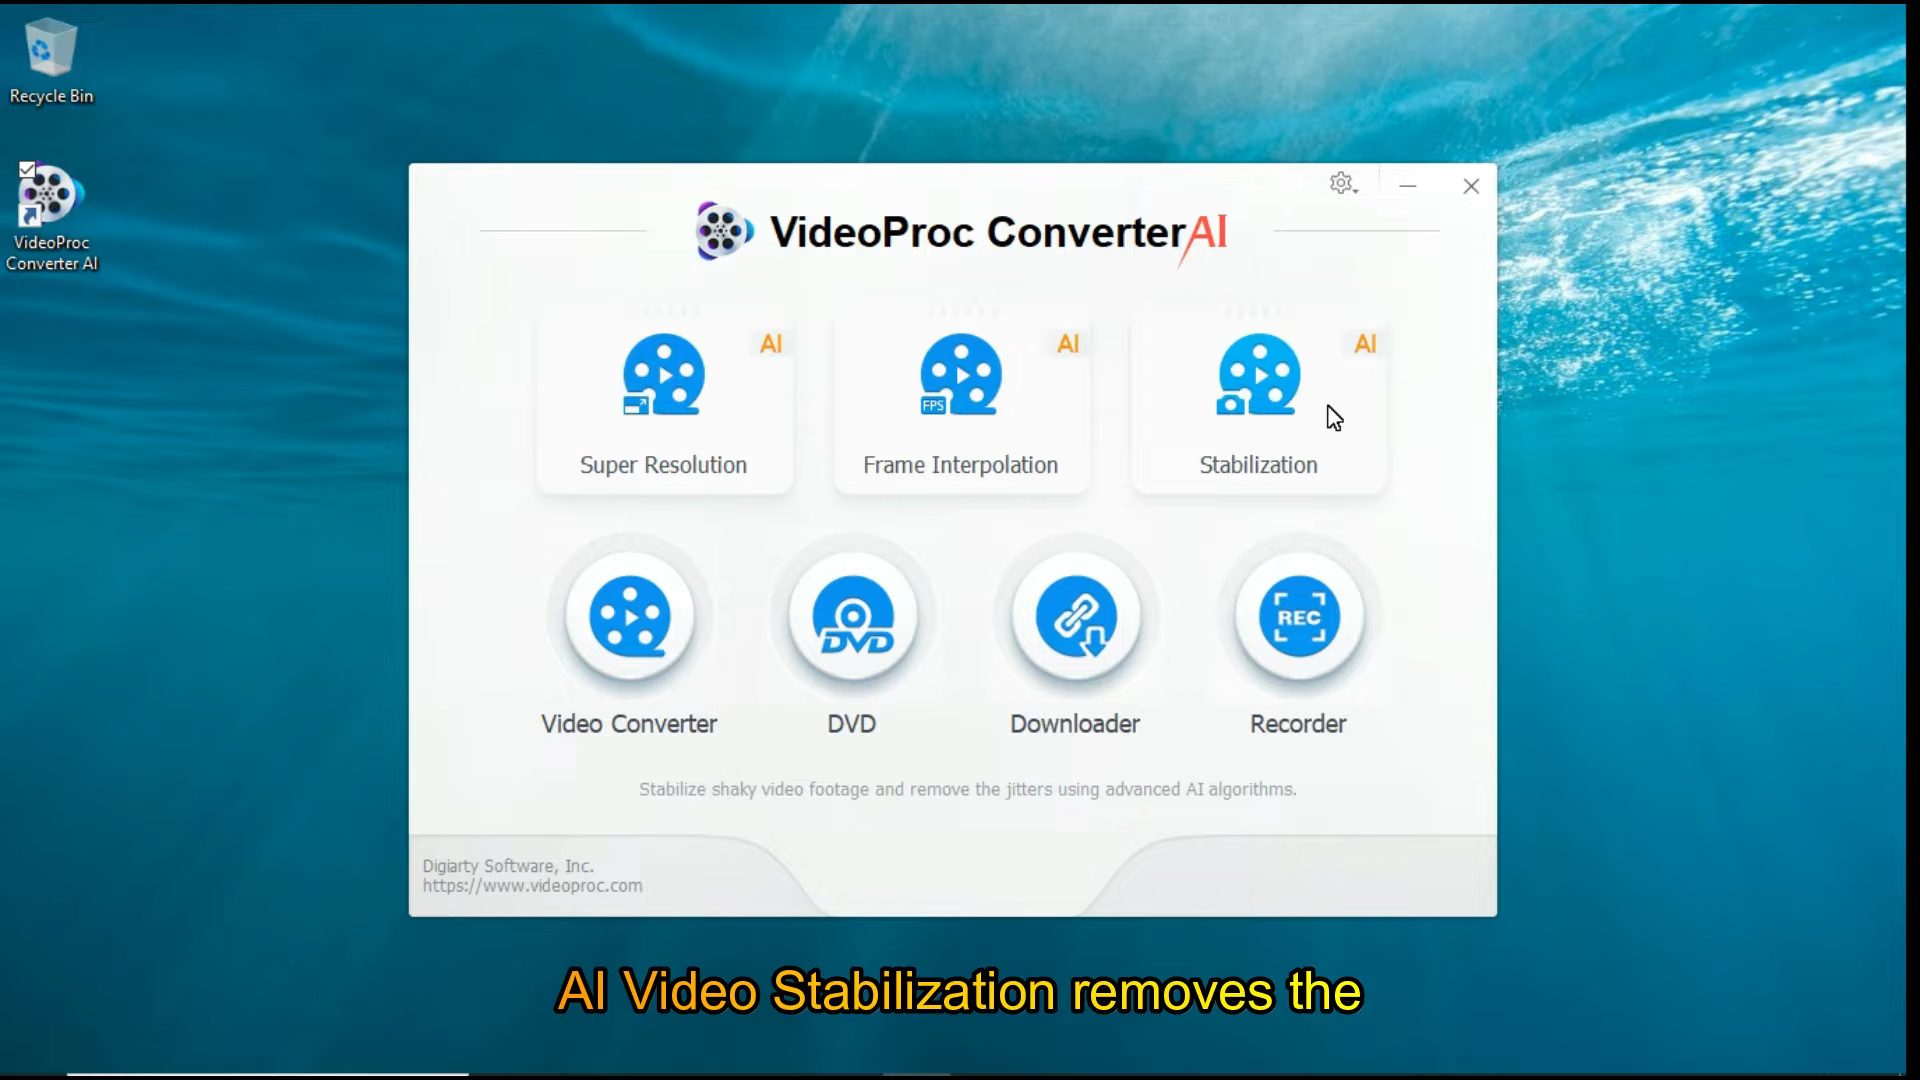 Recycle Bin
VideoProc
Converter AI
VideoProc Converter AI
AI
AI
AI
FPS
Super Resolution
Frame Interpolation
Stabilization
DVD
REC
Video Converter
DVD
Downloader
Recorder
Stabilize shaky video footage and remove the jitters using advanced AI algorithms.
Digiarty Software, Inc.
https://www.videoproc.com
AI Video Stabilization removes the